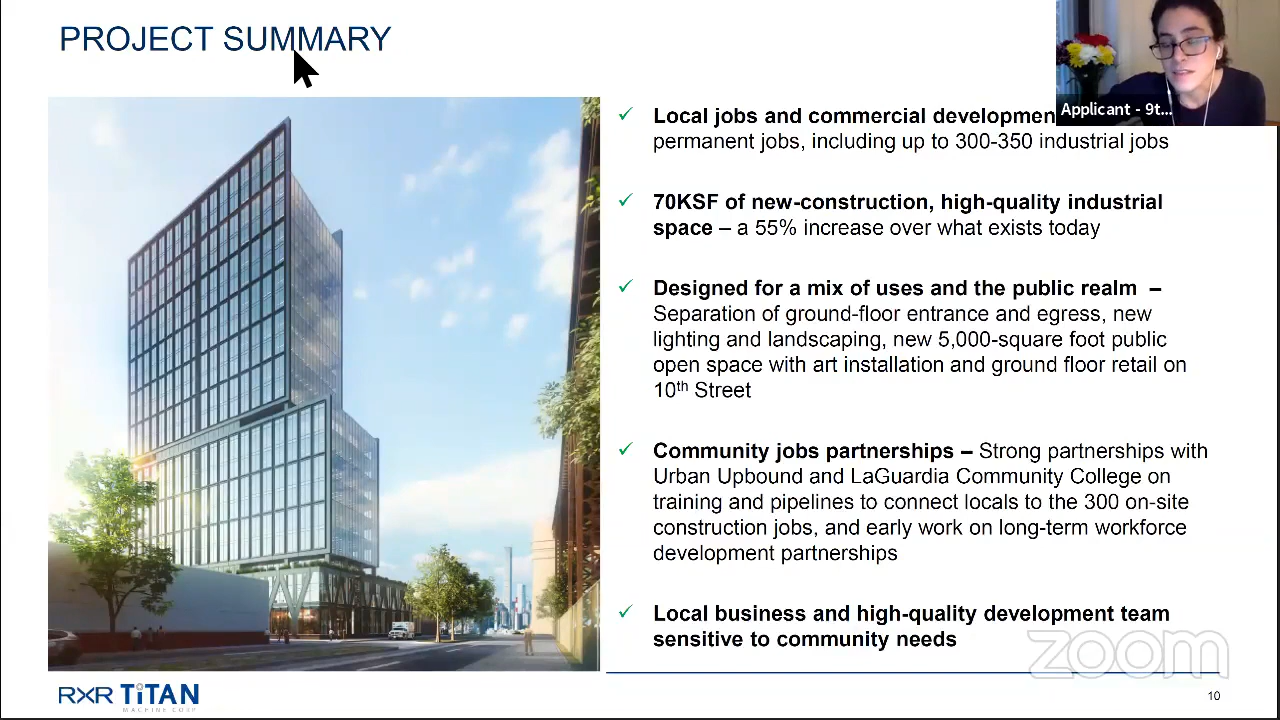 PROJECT SUMMARY
Applicant - 9t...
✓ Local jobs and commercial developmen
permanent jobs, including up to 300-350 industrial jobs
✓ 70KSF of new-construction, high-quality industrial
space – a 55% increase over what exists today
✓ Designed for a mix of uses and the public realm –
Separation of ground-floor entrance and egress, new
lighting and landscaping, new 5,000-square foot public
open space with art installation and ground floor retail on
10th Street
✓ Community jobs partnerships – Strong partnerships with
Urban Upbound and LaGuardia Community College on
training and pipelines to connect locals to the 300 on-site
construction jobs, and early work on long-term workforce
development partnerships
✓ Local business and high-quality development team
sensitive to community needs
zoom
RXR TiTAN
MACHINE CORP
10